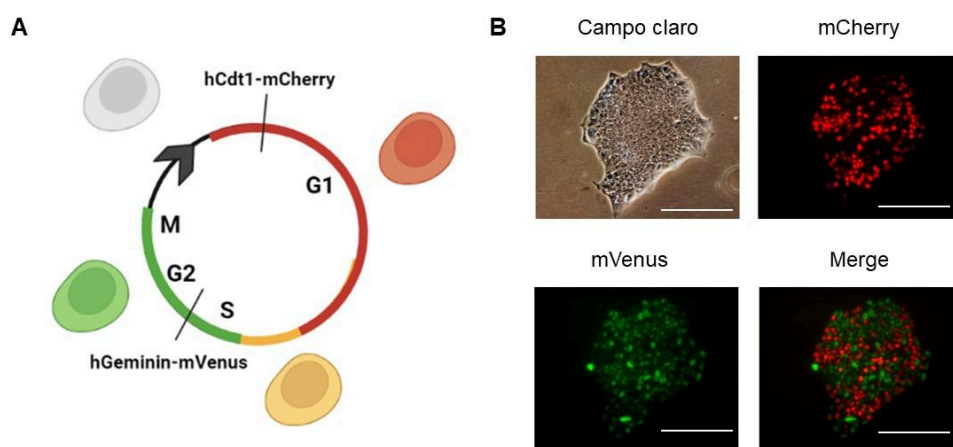 A
hCdt1-mCherry
G1
M
G2
S
hGeminin-mVenus
B
Campo claro
mCherry
mVenus
Merge